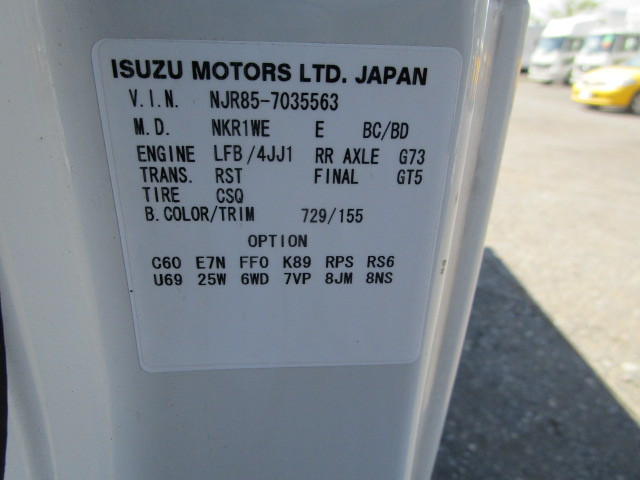 ISUZU MOTORS LTD. JAPAN
V.I.N. NJR85-7035563
M.D. NKR1WE E BC/BD
ENGINE LFB/4JJ1 RR AXLE G73
TRANS. RST FINAL GT5
TIRE CSQ
B.COLOR/TRIM 729/155
OPTION
C60 E7N FF0 K89 RPS RS6
U69 25W 6WD 7VP 8JM 8NS